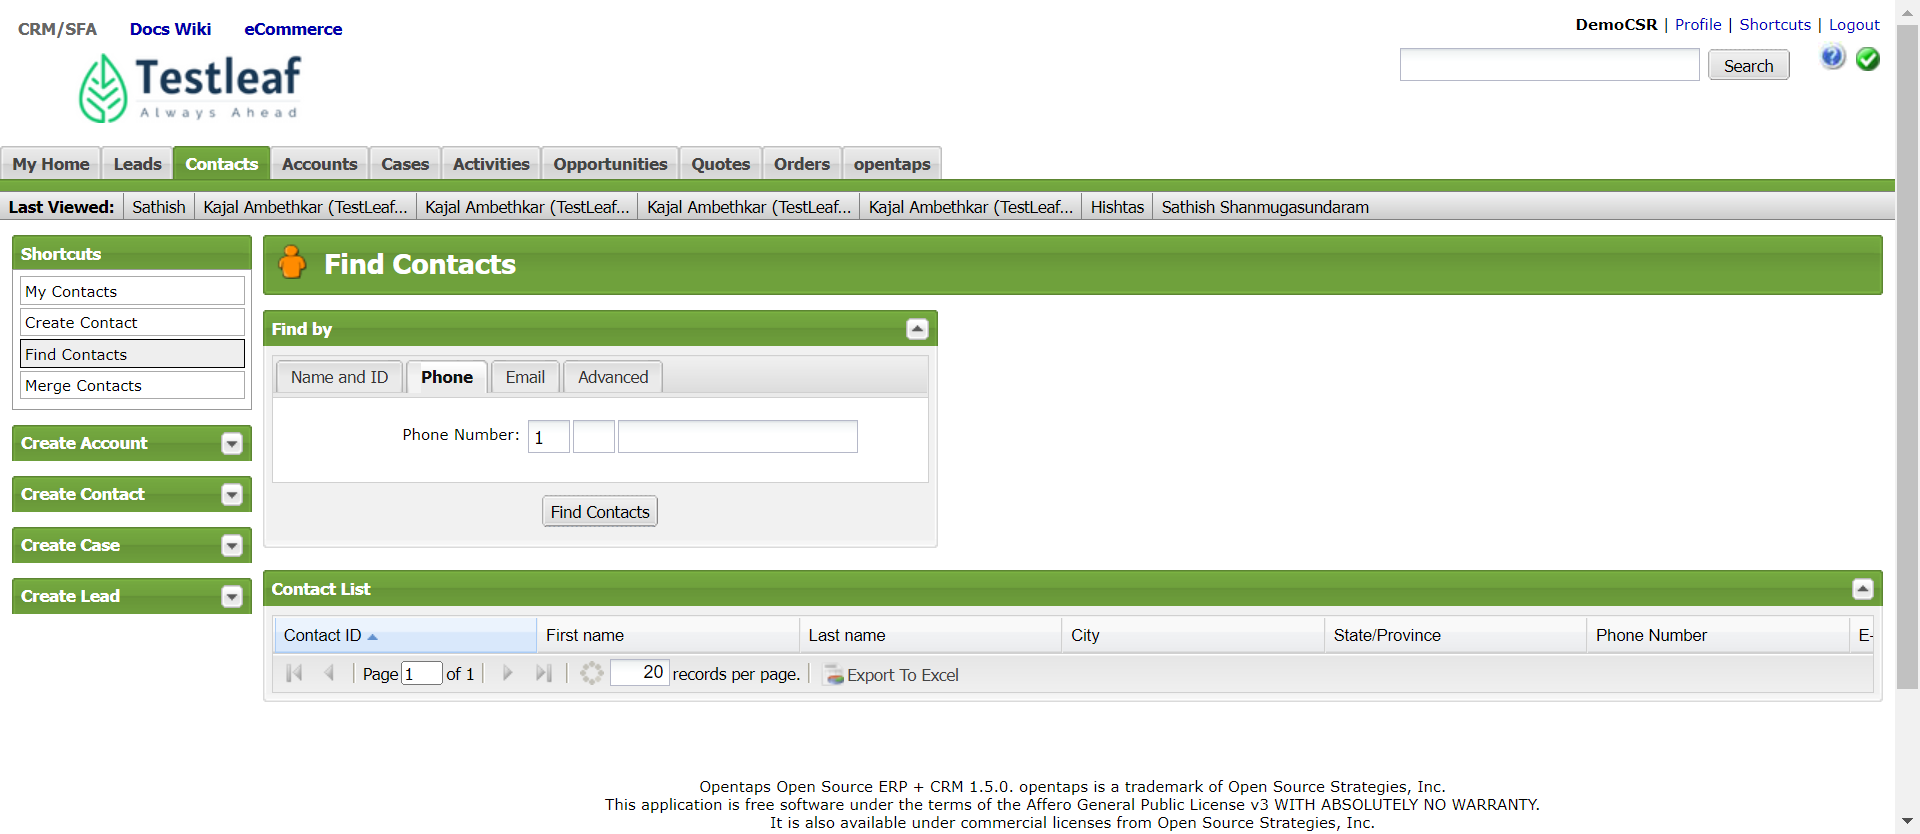 CRM/SFA Docs Wiki eCommerce
DemoCSR | Profile | Shortcuts | Logout
Testleaf
Always Ahead
Search
?
My Home Leads Contacts Accounts Cases Activities Opportunities Quotes Orders opentaps
Last Viewed: Sathish Kajal Ambethkar (TestLeaf... Kajal Ambethkar (TestLeaf... Kajal Ambethkar (TestLeaf... Kajal Ambethkar (TestLeaf... Hishtas Sathish Shanmugasundaram
Shortcuts
My Contacts
Create Contact
Find Contacts
Merge Contacts
Create Account
Create Contact
Create Case
Create Lead
Find Contacts
Find by
Name and ID Phone Email Advanced
Phone Number: 1
Find Contacts
Contact List
Contact ID First name Last name City State/Province Phone Number E-
Page 1 of 1 20 records per page. Export To Excel
Opentaps Open Source ERP + CRM 1.5.0. opentaps is a trademark of Open Source Strategies, Inc.
This application is free software under the terms of the Affero General Public License v3 WITH ABSOLUTELY NO WARRANTY.
It is also available under commercial licenses from Open Source Strategies, Inc.